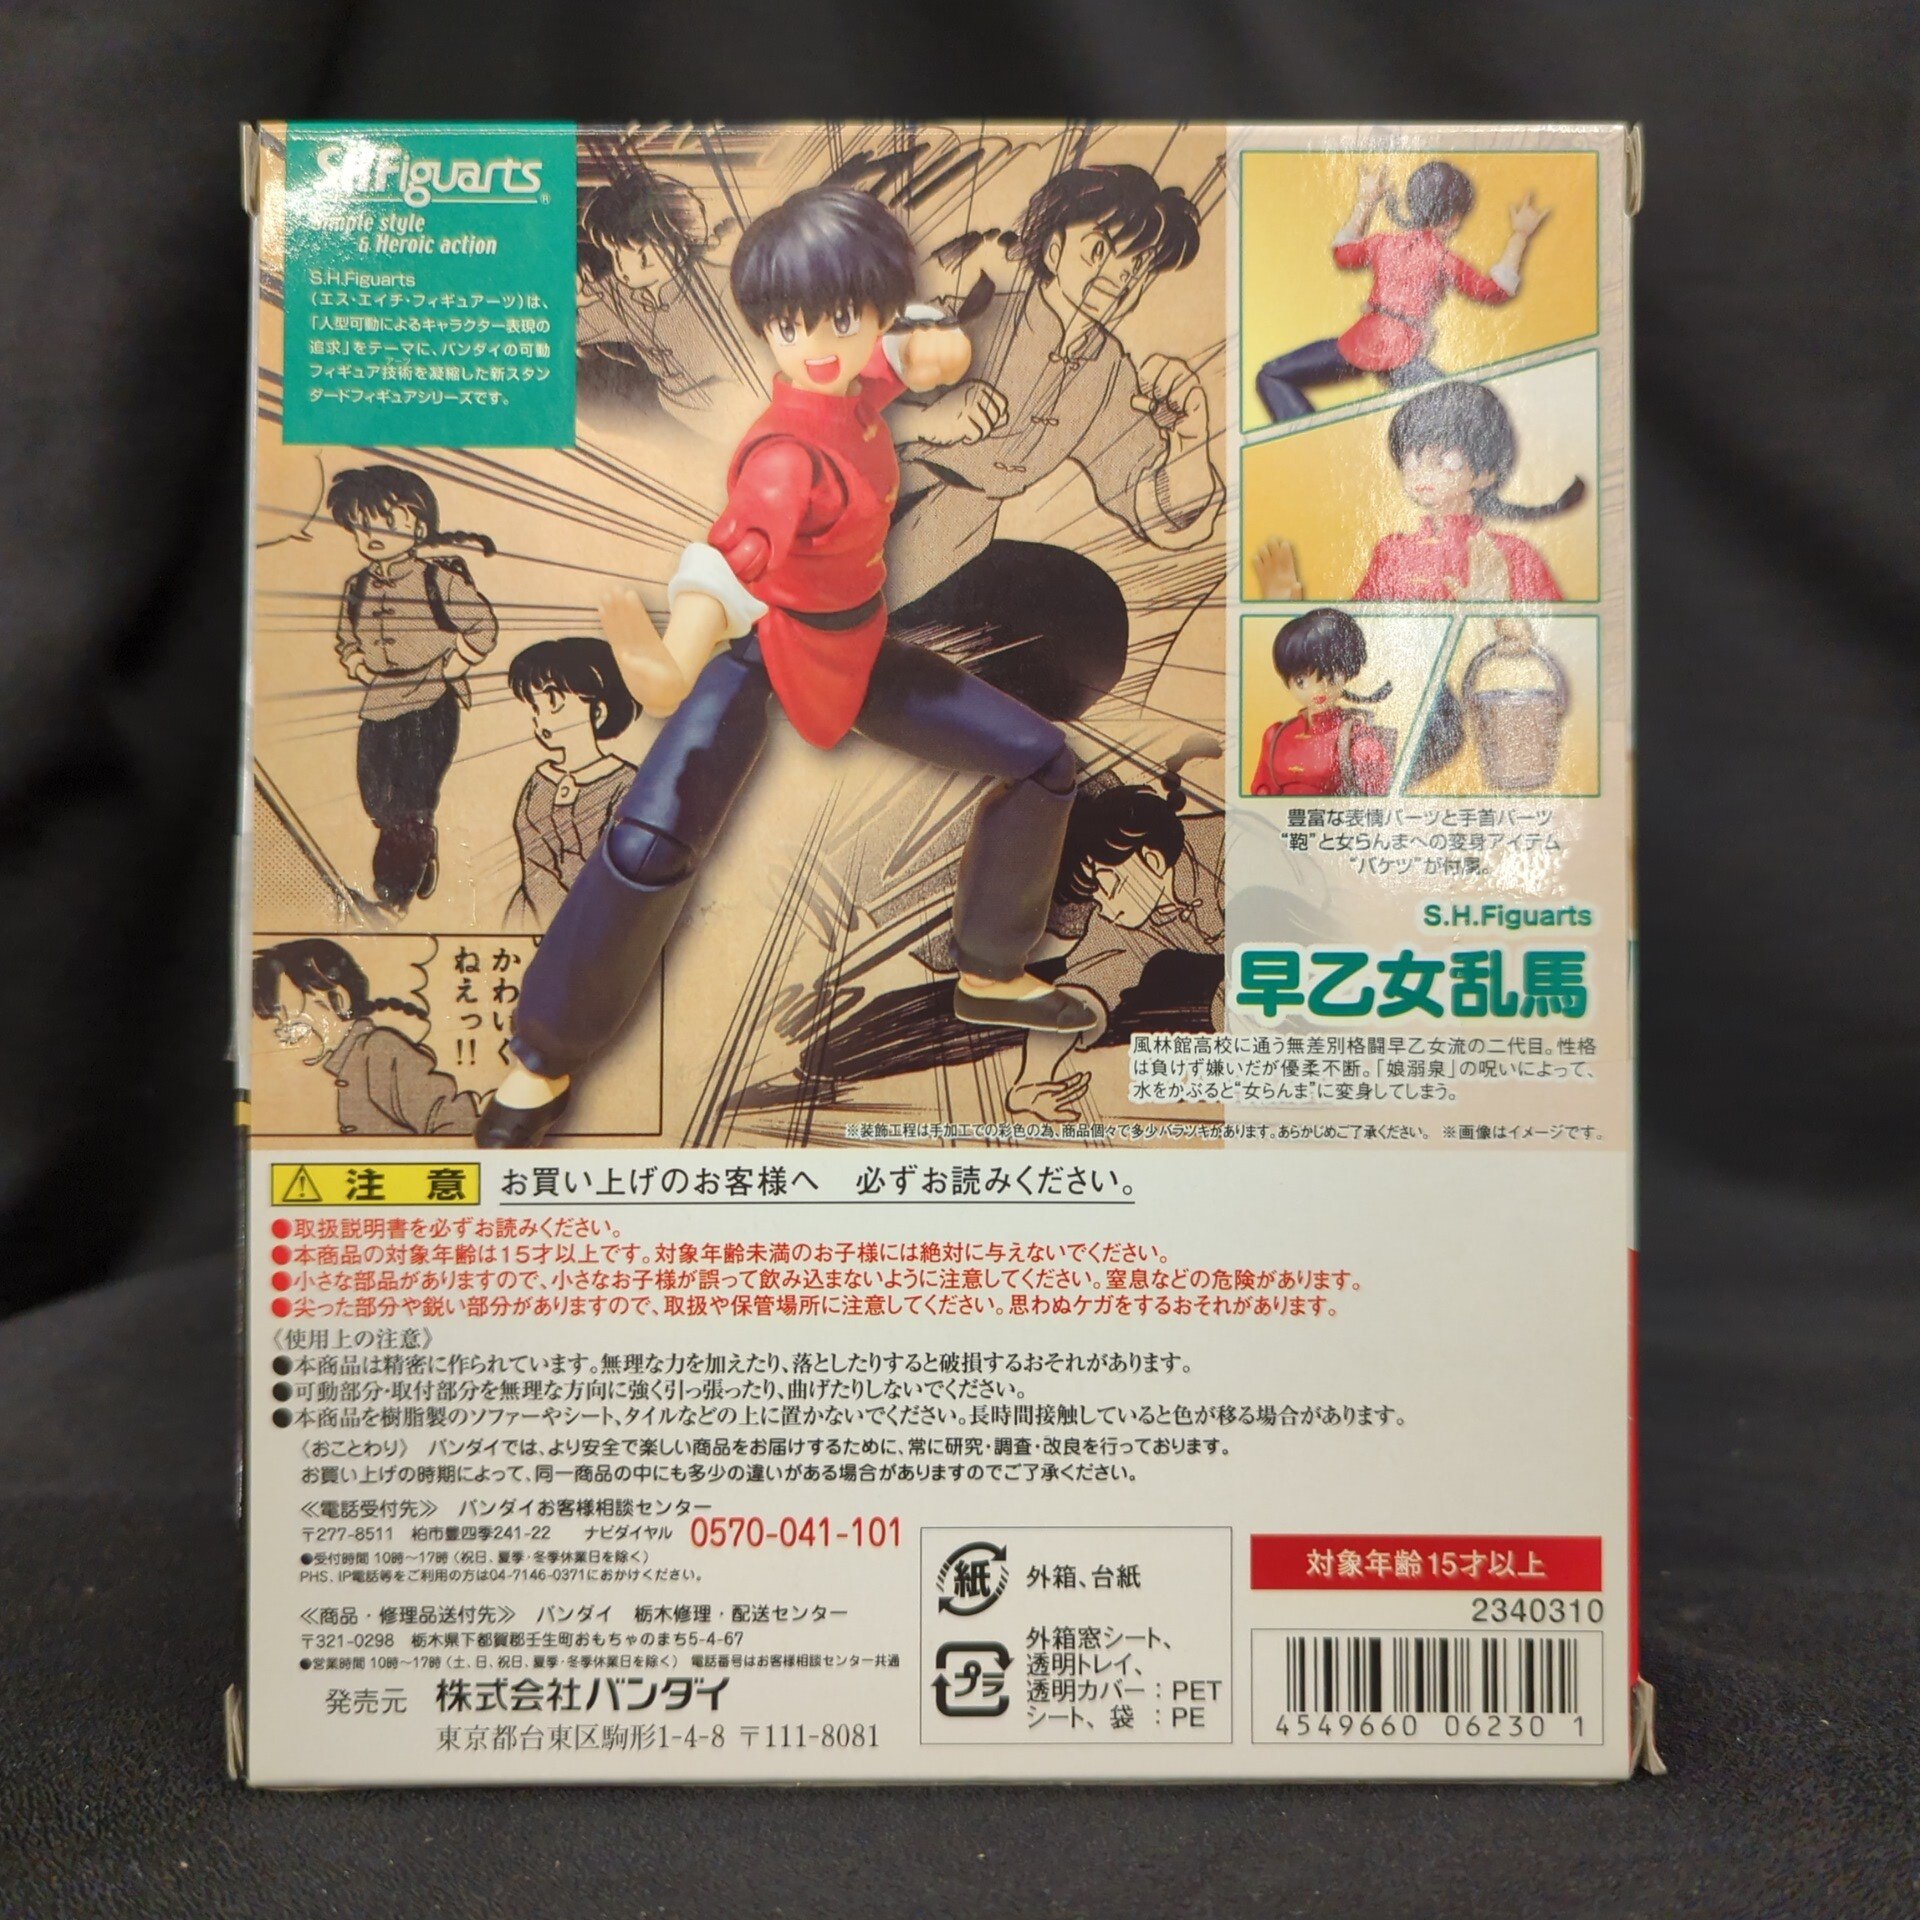 S.H.Figuarts®
Simple style
& Heroic action
S.H.Figuarts
(エス・エイチ・フィギュアーツ)は、
「人型可動によるキャラクター表現の
追求」をテーマに、バンダイの可動
フィギュア技術を凝縮した新スタン
アーツ
ダードフィギュアシリーズです。
かわいく
ねえっ!!
豊富な表情パーツと手首パーツ
“鞄”と女らんまへの変身アイテム
“バケツ”が付属。
S.H.Figuarts
早乙女乱馬
風林館高校に通う無差別格闘早乙女流の二代目。性格
は負けず嫌いだが優柔不断。「娘溺泉」の呪いによって、
水をかぶると“女らんま”に変身してしまう。
※装飾工程は手加工での彩色の為、商品個々で多少バラツキがあります。あらかじめご了承ください。 ※画像はイメージです。
注 意 お買い上げのお客様へ 必ずお読みください。
●取扱説明書を必ずお読みください。
●本商品の対象年齢は15才以上です。対象年齢未満のお子様には絶対に与えないでください。
●小さな部品がありますので、小さなお子様が誤って飲み込まないように注意してください。窒息などの危険があります。
●尖った部分や鋭い部分がありますので、取扱や保管場所に注意してください。思わぬケガをするおそれがあります。
《使用上の注意》
●本商品は精密に作られています。無理な力を加えたり、落としたりすると破損するおそれがあります。
●可動部分・取付部分を無理な方向に強く引っ張ったり、曲げたりしないでください。
●本商品を樹脂製のソファーやシート、タイルなどの上に置かないでください。長時間接触していると色が移る場合があります。
《おことわり》 バンダイでは、より安全で楽しい商品をお届けするために、常に研究・調査・改良を行っております。
お買い上げの時期によって、同一商品の中にも多少の違いがある場合がありますのでご了承ください。
≪電話受付先≫ バンダイお客様相談センター
〒277-8511 柏市豊四季241-22 ナビダイヤル 0570-041-101
●受付時間 10時〜17時（祝日、夏季・冬季休業日を除く）
PHS、IP電話等をご利用の方は04-7146-0371におかけください。
≪商品・修理品送付先≫ バンダイ 栃木修理・配送センター
〒321-0298 栃木県下都賀郡壬生町おもちゃのまち5-4-67
●営業時間 10時〜17時（土、日、祝日、夏季・冬季休業日を除く） 電話番号はお客様相談センター共通
発売元 株式会社バンダイ
東京都台東区駒形1-4-8 〒111-8081
紙 外箱、台紙
プラ
外箱窓シート、
透明トレイ、
透明カバー：PET
シート、袋 ：PE
対象年齢15才以上
2340310
4549660 06230 1